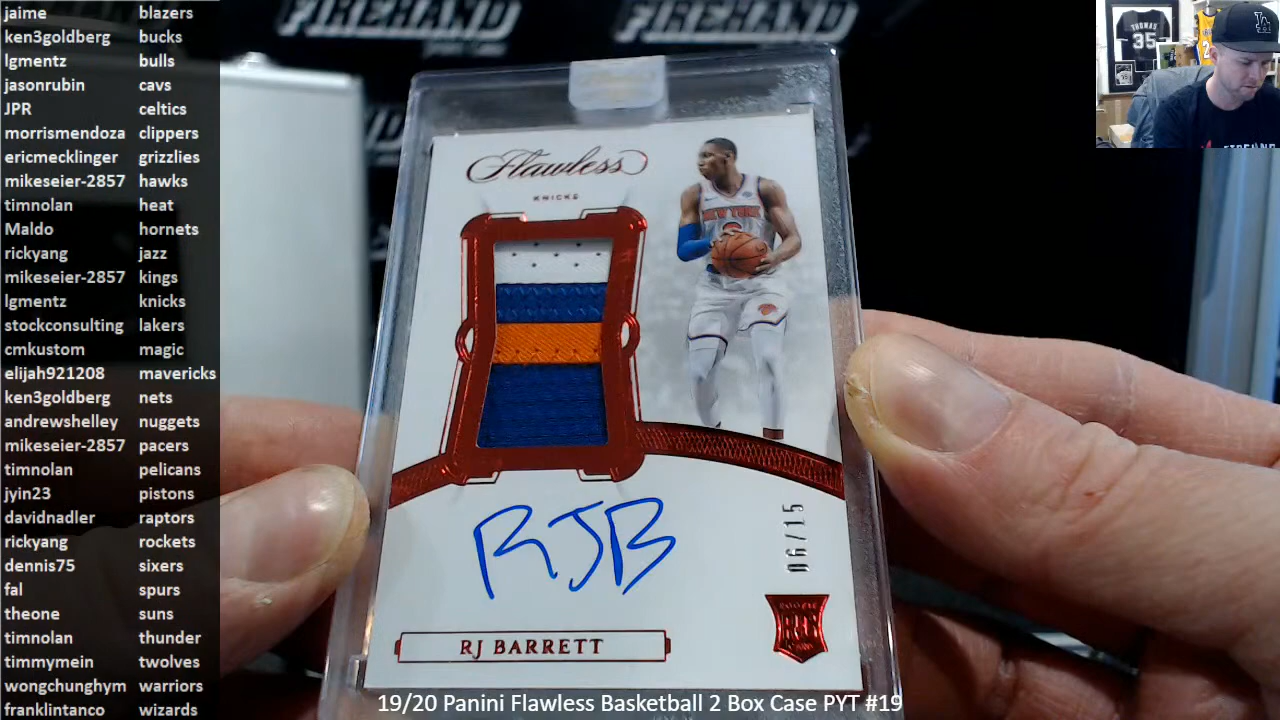 jaime blazers
ken3goldberg bucks
lgmentz bulls
jasonrubin cavs
JPR celtics
morrismendoza clippers
ericmecklinger grizzlies
mikeseier-2857 hawks
timnolan heat
Maldo hornets
rickyang jazz
mikeseier-2857 kings
lgmentz knicks
stockconsulting lakers
cmkustom magic
elijah921208 mavericks
ken3goldberg nets
andrewshelley nuggets
mikeseier-2857 pacers
timnolan pelicans
jyin23 pistons
davidnadler raptors
rickyang rockets
dennis75 sixers
fal spurs
theone suns
timnolan thunder
timmymein twolves
wongchunghym warriors
franklintanco wizards
FIREHAND
FIREHAND
THOMAS
35
LA
Flawless
KNICKS
NEW YORK
RJB
06/15
RJ BARRETT
19/20 Panini Flawless Basketball 2 Box Case PYT #19